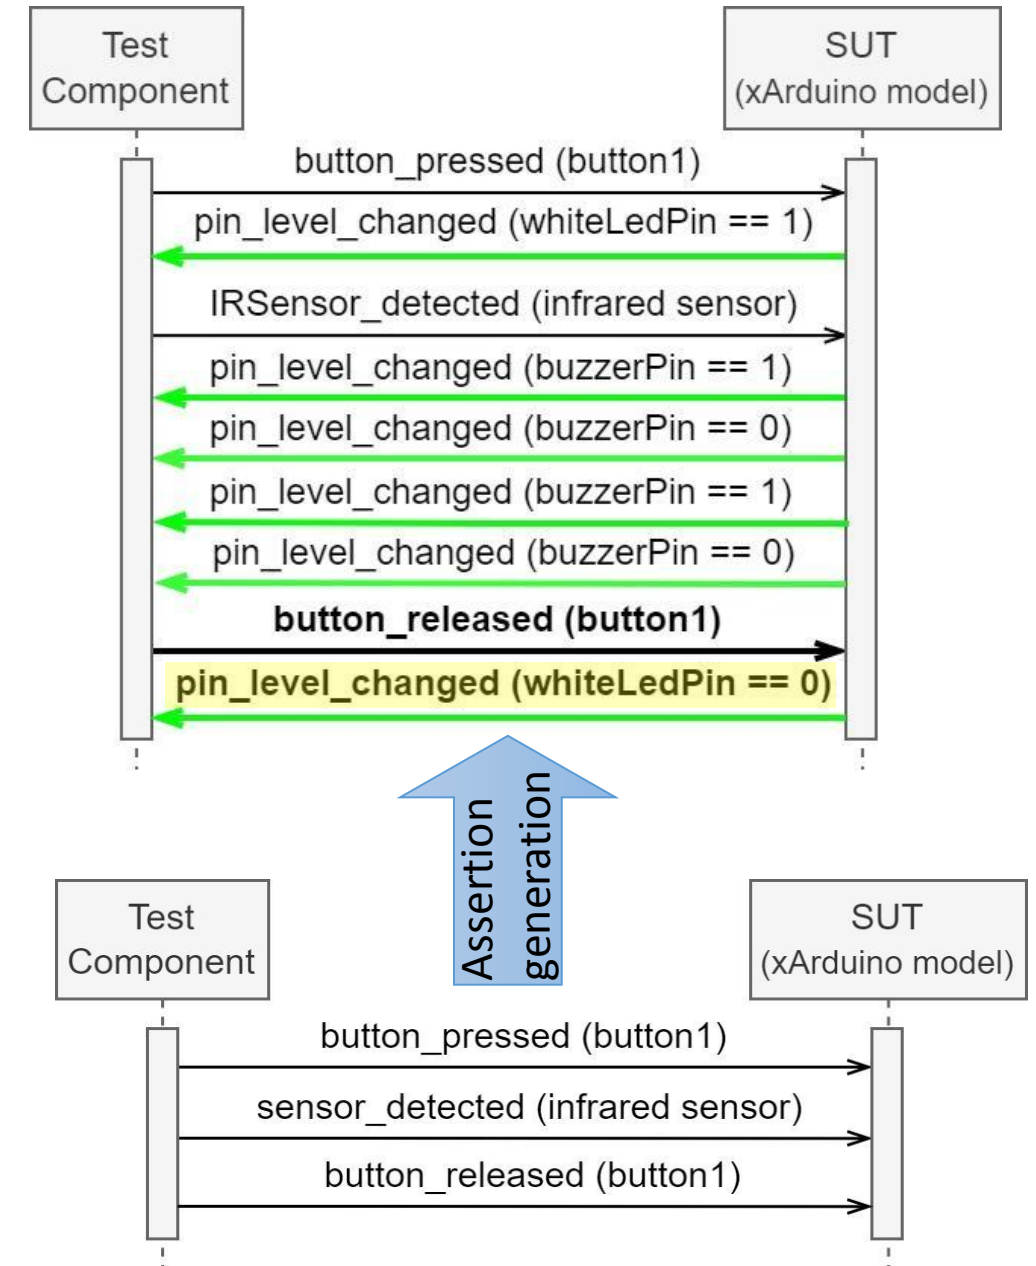 Test
Component
SUT
(xArduino model)
button_pressed (button1)
pin_level_changed (whiteLedPin == 1)
IRSensor_detected (infrared sensor)
pin_level_changed (buzzerPin == 1)
pin_level_changed (buzzerPin == 0)
pin_level_changed (buzzerPin == 1)
pin_level_changed (buzzerPin == 0)
button_released (button1)
pin_level_changed (whiteLedPin == 0)
Assertion
generation
Test
Component
SUT
(xArduino model)
button_pressed (button1)
sensor_detected (infrared sensor)
button_released (button1)